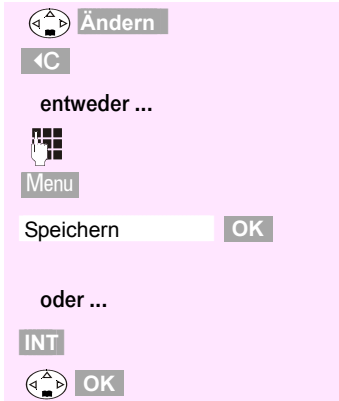 Ändern
C
entweder ...
Menu
Speichern OK
oder ...
INT
OK